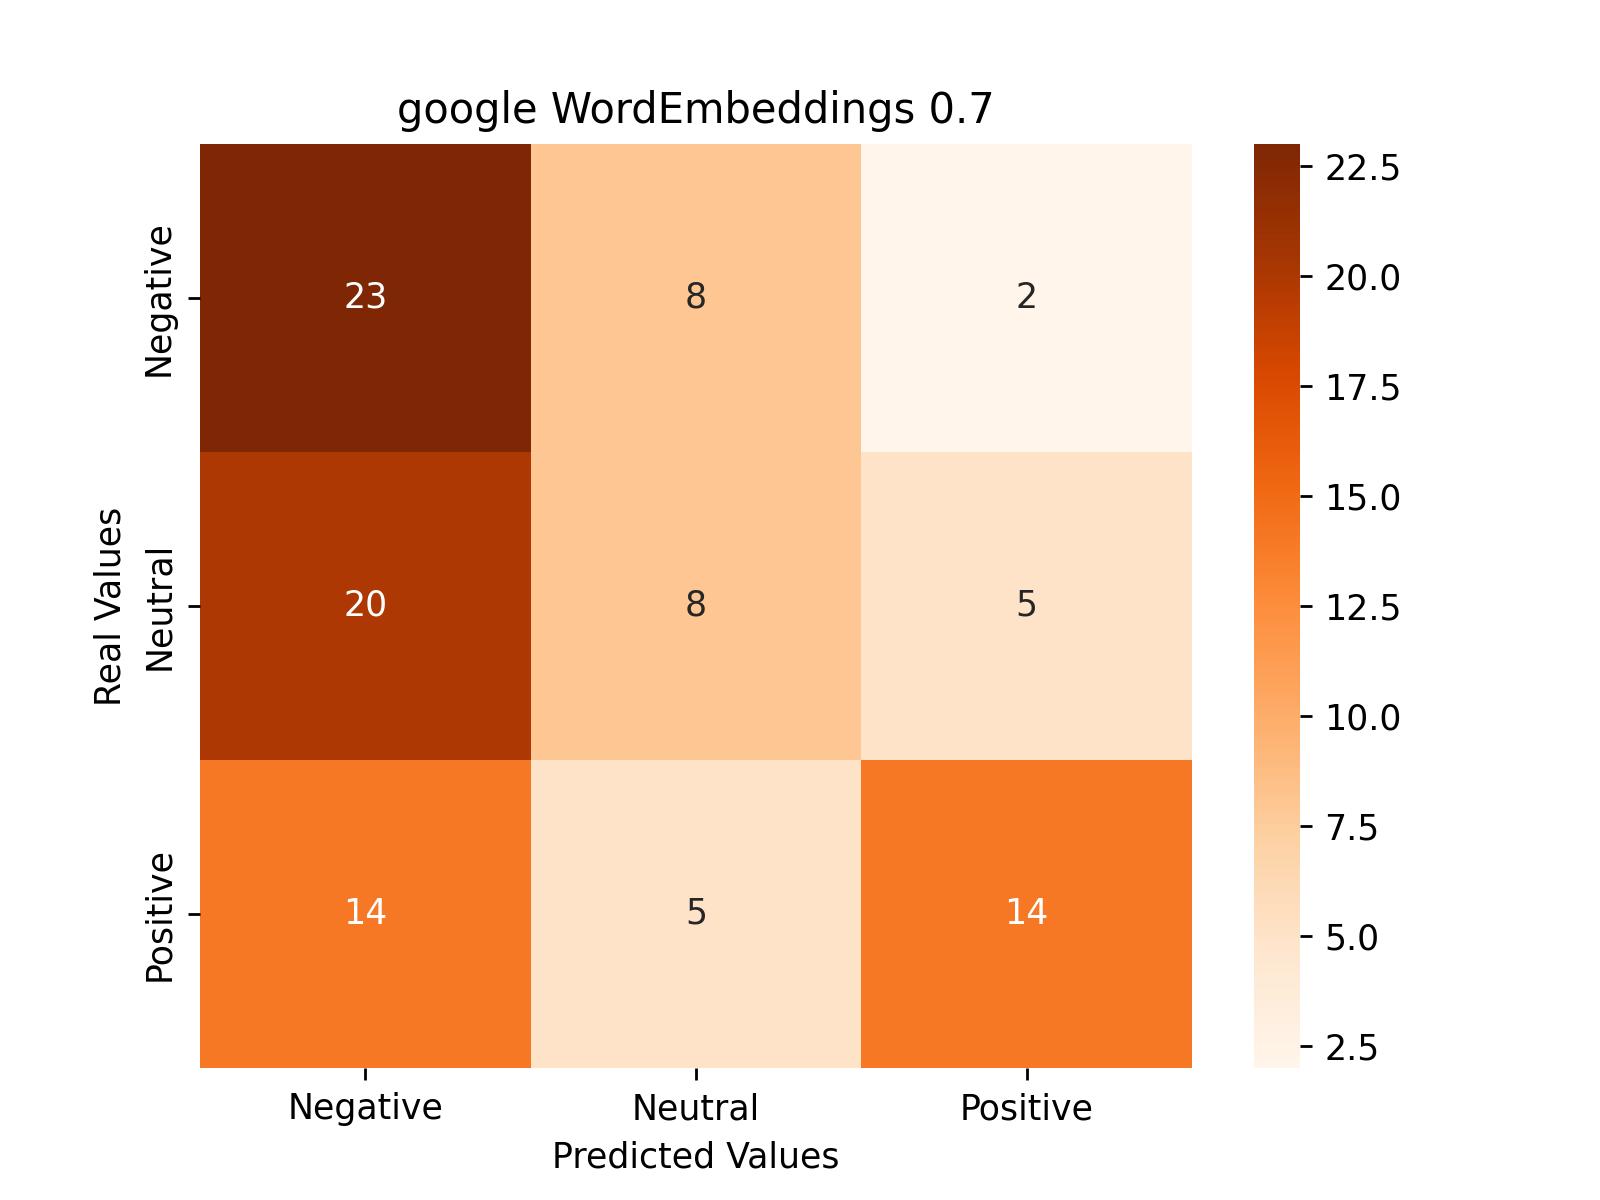 google WordEmbeddings 0.7
Real Values
Negative
Neutral
Positive
23 8 2
20 8 5
14 5 14
Negative Neutral Positive
Predicted Values
22.5
20.0
17.5
15.0
12.5
10.0
7.5
5.0
2.5